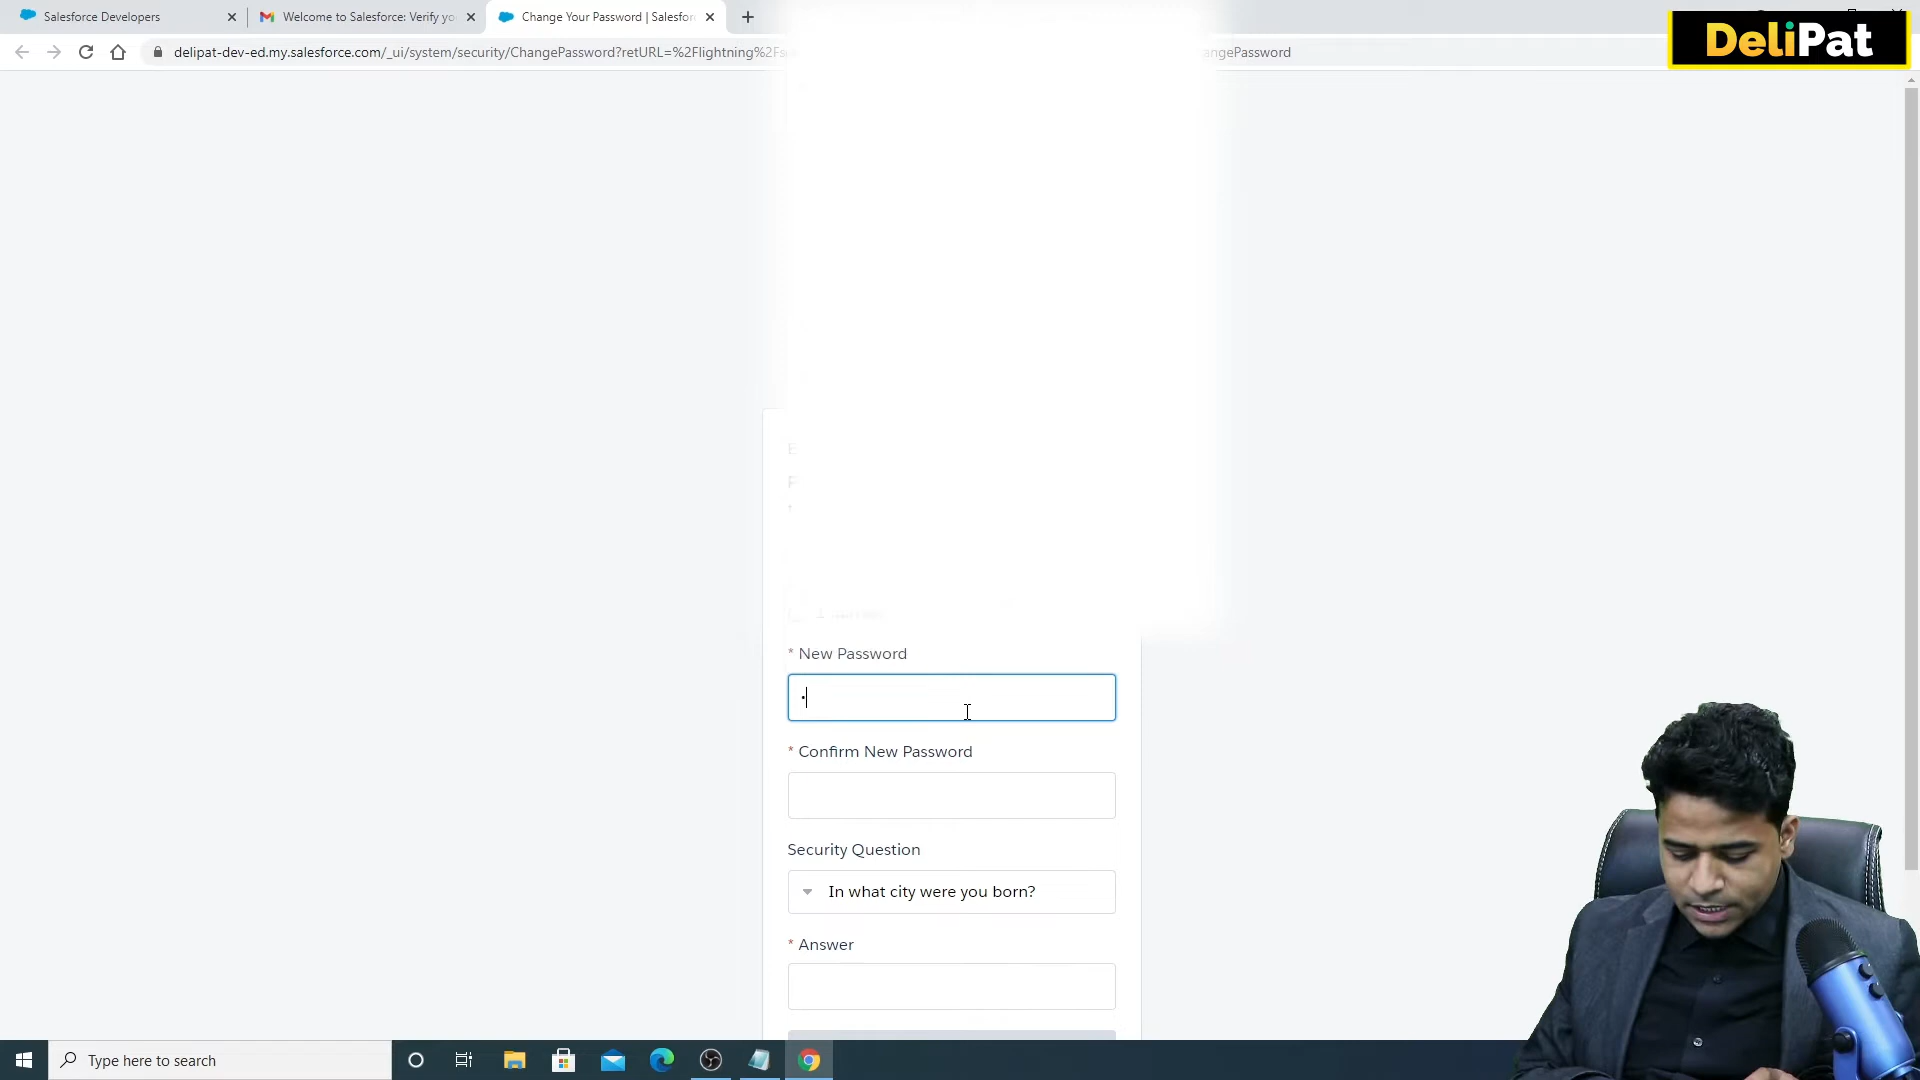 Salesforce Developers
Welcome to Salesforce: Verify yo
Change Your Password | Salesfor
DeliPat
delipat-dev-ed.my.salesforce.com/_ui/system/security/ChangePassword?retURL=%2Flightning%2Fs
angePassword
* New Password
* Confirm New Password
Security Question
In what city were you born?
* Answer
Type here to search